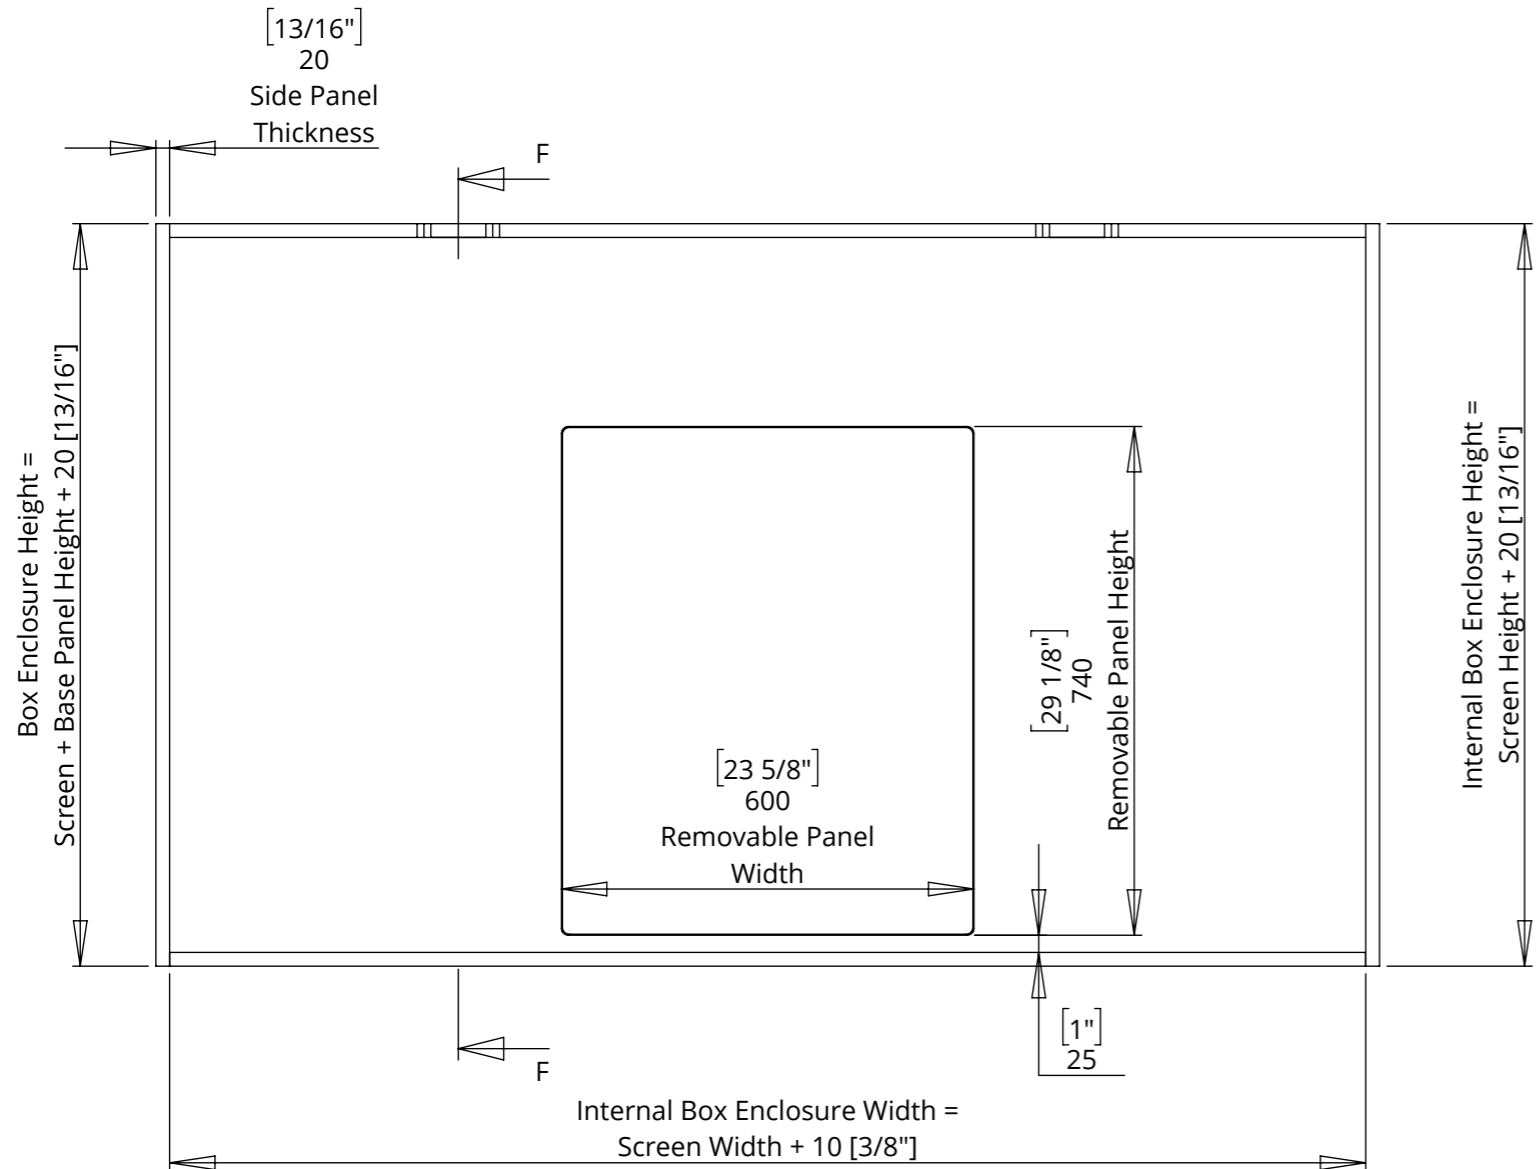 [13/16"]
20
Side Panel
Thickness
F
Box Enclosure Height =
Screen + Base Panel Height + 20 [13/16"]
Internal Box Enclosure Height =
Screen Height + 20 [13/16"]
[29 1/8"]
740
Removable Panel Height
[23 5/8"]
600
Removable Panel
Width
[1"]
25
F
Internal Box Enclosure Width =
Screen Width + 10 [3/8"]